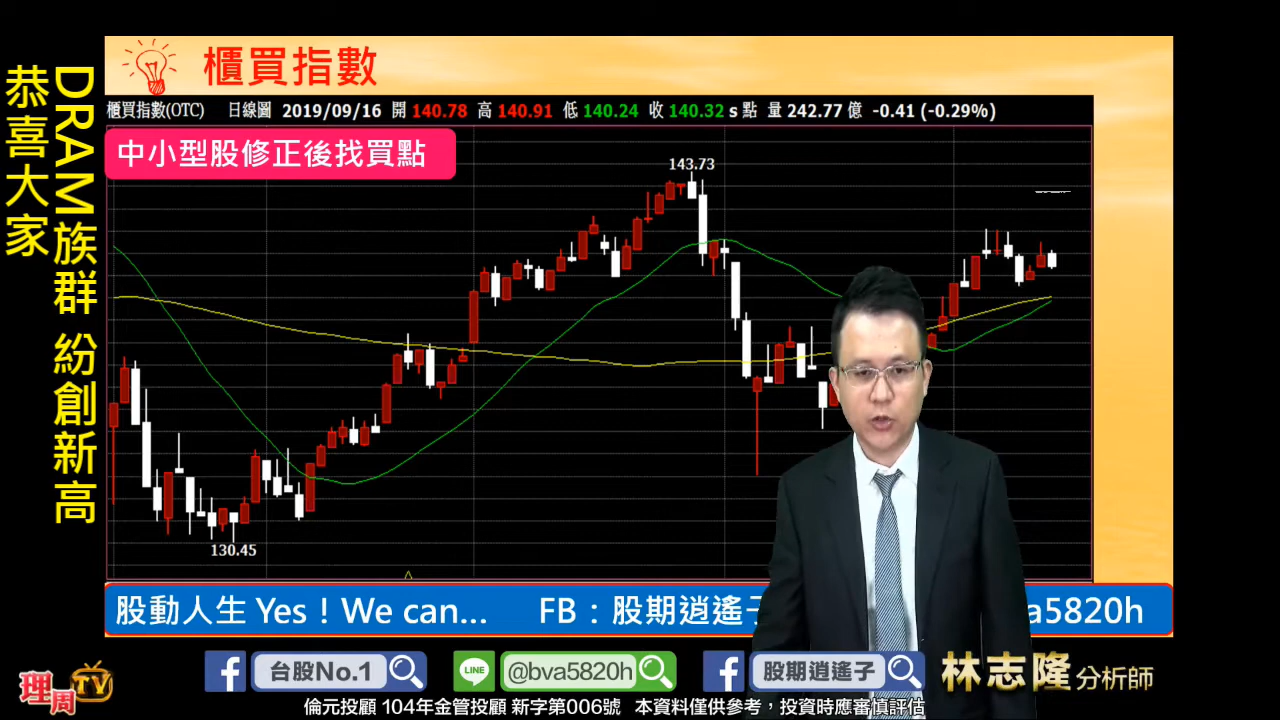 恭喜大家
DRAM族群 紛創新高
櫃買指數
櫃買指數(OTC) 日線圖 2019/09/16 開 140.78 高 140.91 低 140.24 收 140.32 s 點 量 242.77 億 -0.41 (-0.29%)
中小型股修正後找買點
143.73
130.45
股動人生 Yes！We can... FB：股期逍遙子 a5820h
理周TV
台股No.1
LINE @bva5820h
股期逍遙子
林志隆 分析師
倫元投顧 104年金管投顧 新字第006號 本資料僅供參考，投資時應審慎評估